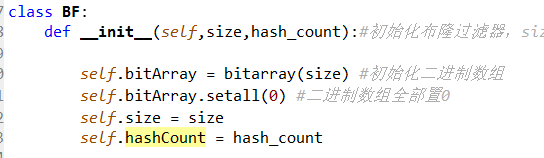 class BF:
def __init__(self,size,hash_count):#初始化布隆过滤器，siz
self.bitArray = bitarray(size) #初始化二进制数组
self.bitArray.setall(0) #二进制数组全部置0
self.size = size
self.hashCount = hash_count